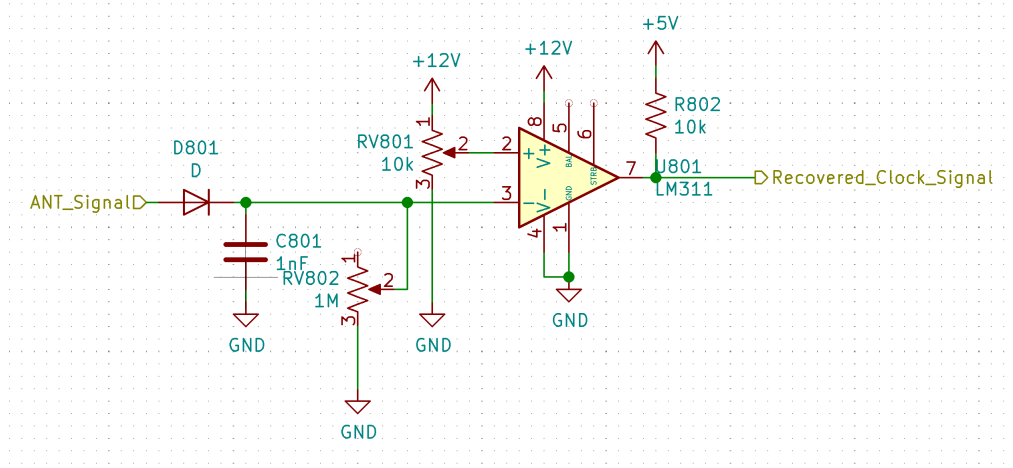 +5V
+12V
+12V
R802
10k
RV801
10k
1
2
3
D801
D
ANT_Signal
C801
1nF
RV802
1M
1
2
3
GND
GND
GND
2
3
8
5
6
7
4
1
+
-
V+
V-
BAL
STRB
GND
U801
LM311
GND
Recovered_Clock_Signal